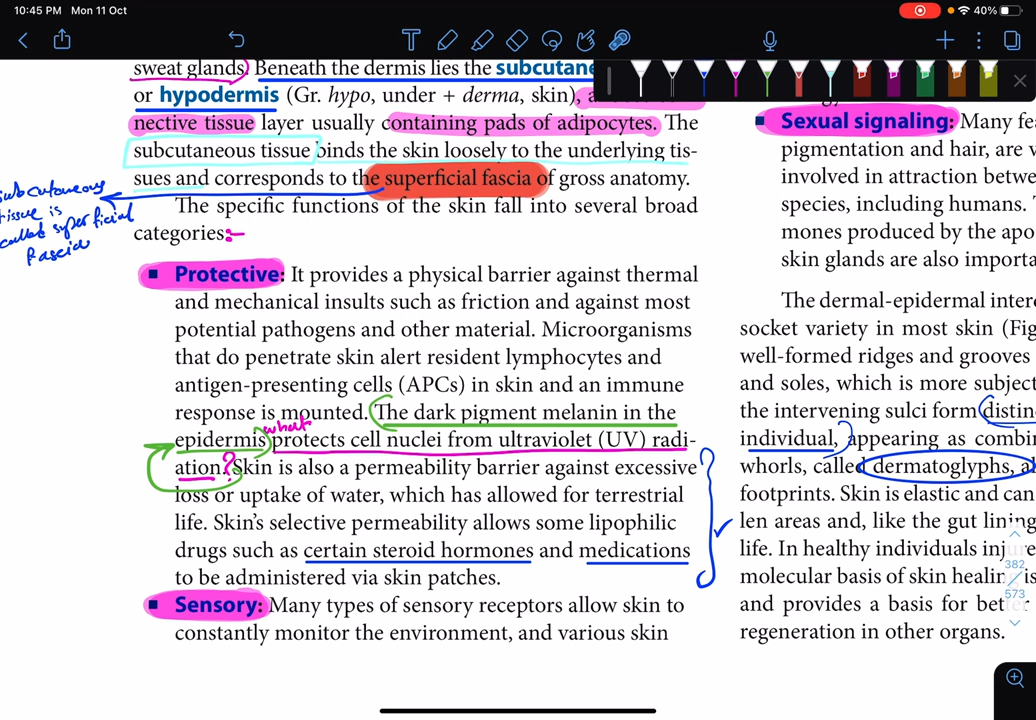 10:45 PM Mon 11 Oct
40%
sweat glands. Beneath the dermis lies the subcutane
or hypodermis (Gr. hypo, under + derma, skin), a
nective tissue layer usually containing pads of adipocytes. The
subcutaneous tissue binds the skin loosely to the underlying tis-
sues and corresponds to the superficial fascia of gross anatomy.
subcutaneous
tissue is
called superficial
fascia
The specific functions of the skin fall into several broad
categories:-
▪ Protective: It provides a physical barrier against thermal
and mechanical insults such as friction and against most
potential pathogens and other material. Microorganisms
that do penetrate skin alert resident lymphocytes and
antigen-presenting cells (APCs) in skin and an immune
response is mounted. The dark pigment melanin in the
what
epidermis protects cell nuclei from ultraviolet (UV) radi-
ation? Skin is also a permeability barrier against excessive
loss or uptake of water, which has allowed for terrestrial
life. Skin's selective permeability allows some lipophilic
drugs such as certain steroid hormones and medications
to be administered via skin patches.
▪ Sensory: Many types of sensory receptors allow skin to
constantly monitor the environment, and various skin
▪ Sexual signaling: Many fea
pigmentation and hair, are v
involved in attraction betwe
species, including humans. T
mones produced by the apo
skin glands are also importa
The dermal-epidermal inter
socket variety in most skin (Fig
well-formed ridges and grooves
and soles, which is more subject
the intervening sulci form distin
individual, appearing as combin
whorls, called dermatoglyphs, al
footprints. Skin is elastic and can
len areas and, like the gut lining
life. In healthy individuals inju
molecular basis of skin healin is
and provides a basis for bett
regeneration in other organs.
382
573